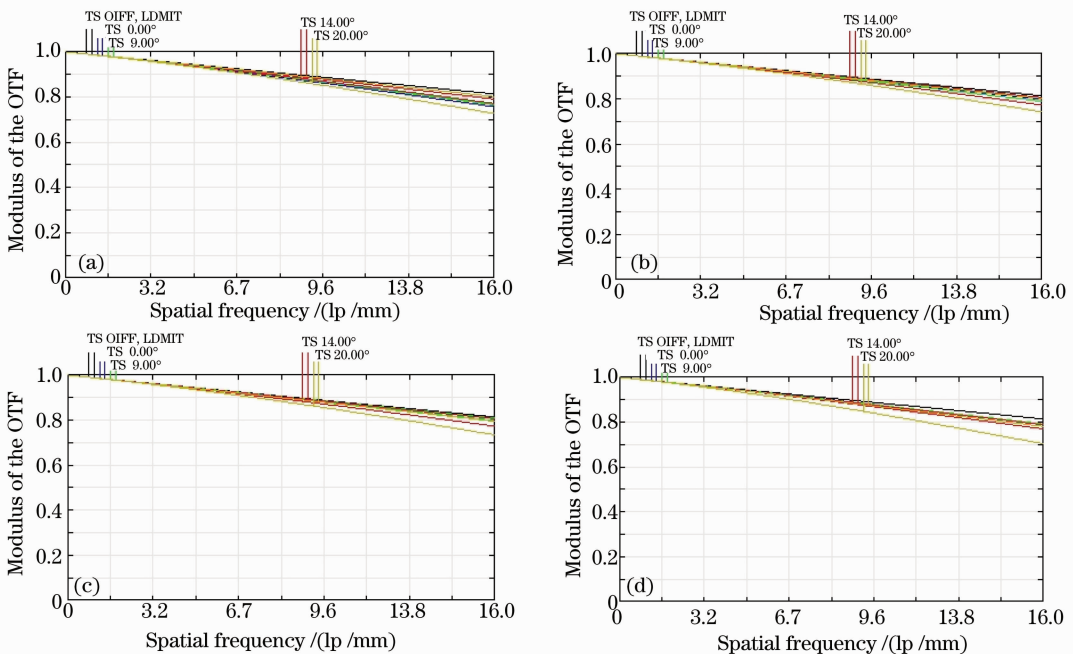 TS OIFF, LDMIT
TS 0.00°
TS 9.00°
TS 14.00°
TS 20.00°
1.0
0.8
0.6
0.4
0.2
0
Modulus of the OTF
(a)
0 3.2 6.7 9.6 13.8 16.0
Spatial frequency /(lp /mm)
TS OIFF, LDMIT
TS 0.00°
TS 9.00°
TS 14.00°
TS 20.00°
1.0
0.8
0.6
0.4
0.2
0
Modulus of the OTF
(b)
0 3.2 6.7 9.6 13.8 16.0
Spatial frequency /(lp /mm)
TS OIFF, LDMIT
TS 0.00°
TS 9.00°
TS 14.00°
TS 20.00°
1.0
0.8
0.6
0.4
0.2
0
Modulus of the OTF
(c)
0 3.2 6.7 9.6 13.8 16.0
Spatial frequency /(lp /mm)
TS OIFF, LDMIT
TS 0.00°
TS 9.00°
TS 14.00°
TS 20.00°
1.0
0.8
0.6
0.4
0.2
0
Modulus of the OTF
(d)
0 3.2 6.7 9.6 13.8 16.0
Spatial frequency /(lp /mm)